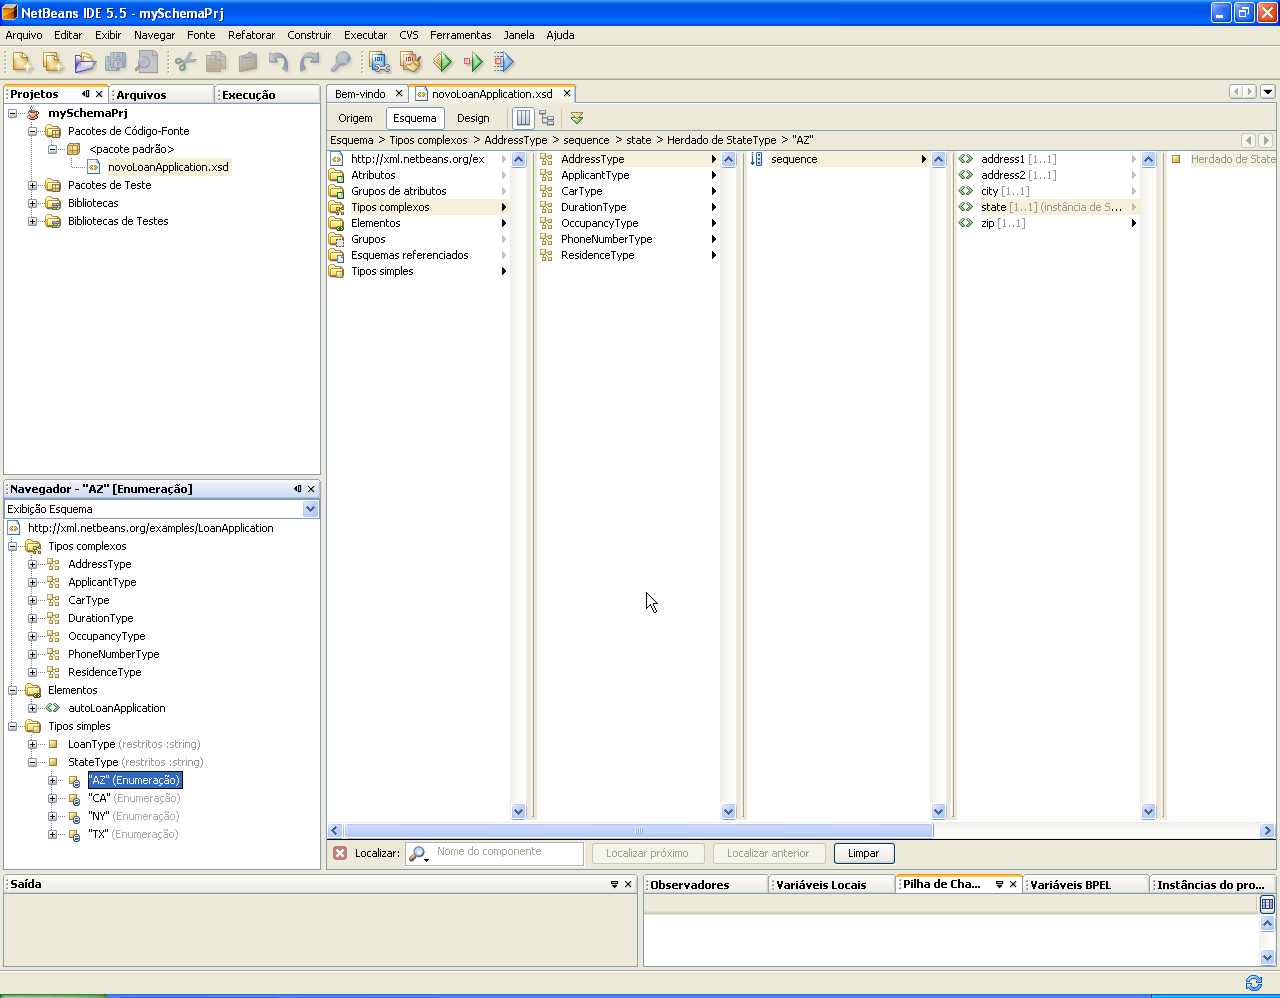 NetBeans IDE 5.5 - mySchemaPrj
Arquivo Editar Exibir Navegar Fonte Refatorar Construir Executar CVS Ferramentas Janela Ajuda
Projetos Arquivos Execução
mySchemaPrj
Pacotes de Código-Fonte
<pacote padrão>
novoLoanApplication.xsd
Pacotes de Teste
Bibliotecas
Bibliotecas de Testes
Navegador - "AZ" [Enumeração]
Exibição Esquema
http://xml.netbeans.org/examples/LoanApplication
Tipos complexos
AddressType
ApplicantType
CarType
DurationType
OccupancyType
PhoneNumberType
ResidenceType
Elementos
autoLoanApplication
Tipos simples
LoanType (restritos :string)
StateType (restritos :string)
"AZ" (Enumeração)
"CA" (Enumeração)
"NY" (Enumeração)
"TX" (Enumeração)
Bem-vindo novoLoanApplication.xsd
Origem Esquema Design
Esquema > Tipos complexos > AddressType > sequence > state > Herdado de StateType > "AZ"
http://xml.netbeans.org/ex
Atributos
Grupos de atributos
Tipos complexos
Elementos
Grupos
Esquemas referenciados
Tipos simples
AddressType
ApplicantType
CarType
DurationType
OccupancyType
PhoneNumberType
ResidenceType
sequence
address1 [1..1]
address2 [1..1]
city [1..1]
state [1..1] (instância de S...
zip [1..1]
Herdado de State
Localizar: Nome do componente Localizar próximo Localizar anterior Limpar
Saída
Observadores Variáveis Locais Pilha de Cha... Variáveis BPEL Instâncias do pro...